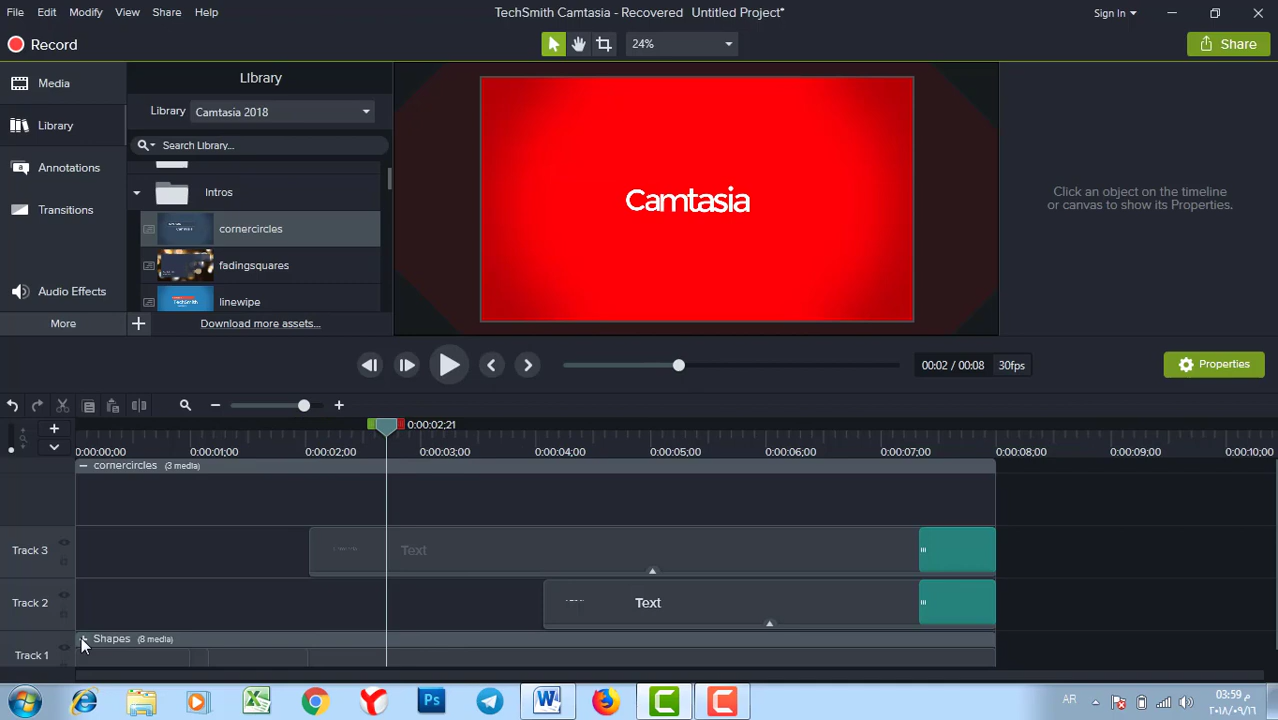 File Edit Modify View Share Help TechSmith Camtasia - Recovered Untitled Project* Sign In
Record 24% Share
Media Library
Library Camtasia 2018
Library Search Library...
Intros
Annotations
Transitions
cornercircles
fadingsquares
Audio Effects linewipe
More Download more assets...
Camtasia
Click an object on the timeline
or canvas to show its Properties.
00:02 / 00:08 30fps Properties
0:00:02;21
0:00:00;00 0:00:01;00 0:00:02;00 0:00:03;00 0:00:04;00 0:00:05;00 0:00:06;00 0:00:07;00 0:00:08;00 0:00:09;00 0:00:10;00
cornercircles (3 media)
Track 3 Text
Track 2 Text
Shapes (8 media)
Track 1
AR 03:59 م
٢٠١٨/٠٩/١٦